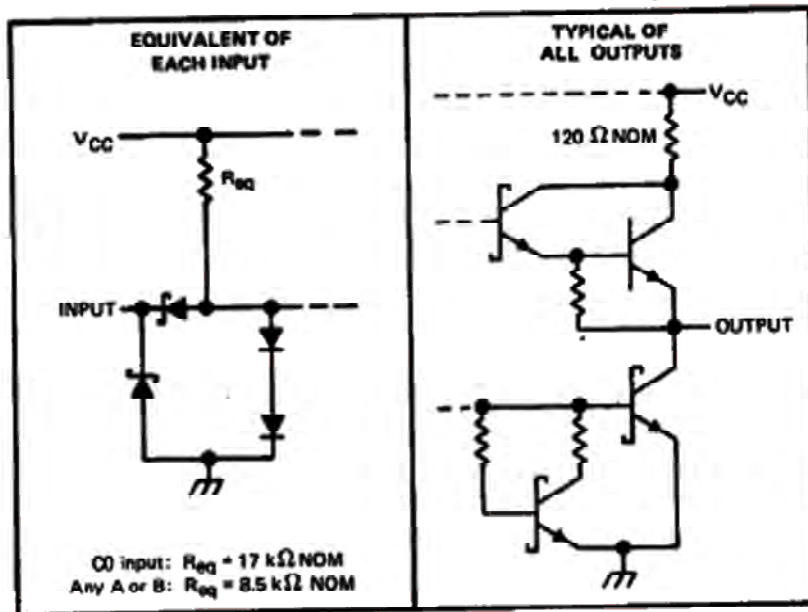 EQUIVALENT OF
EACH INPUT
VCC
Req
INPUT
C0 input: Req = 17 kΩ NOM
Any A or B: Req = 8.5 kΩ NOM
TYPICAL OF
ALL OUTPUTS
VCC
120 Ω NOM
OUTPUT